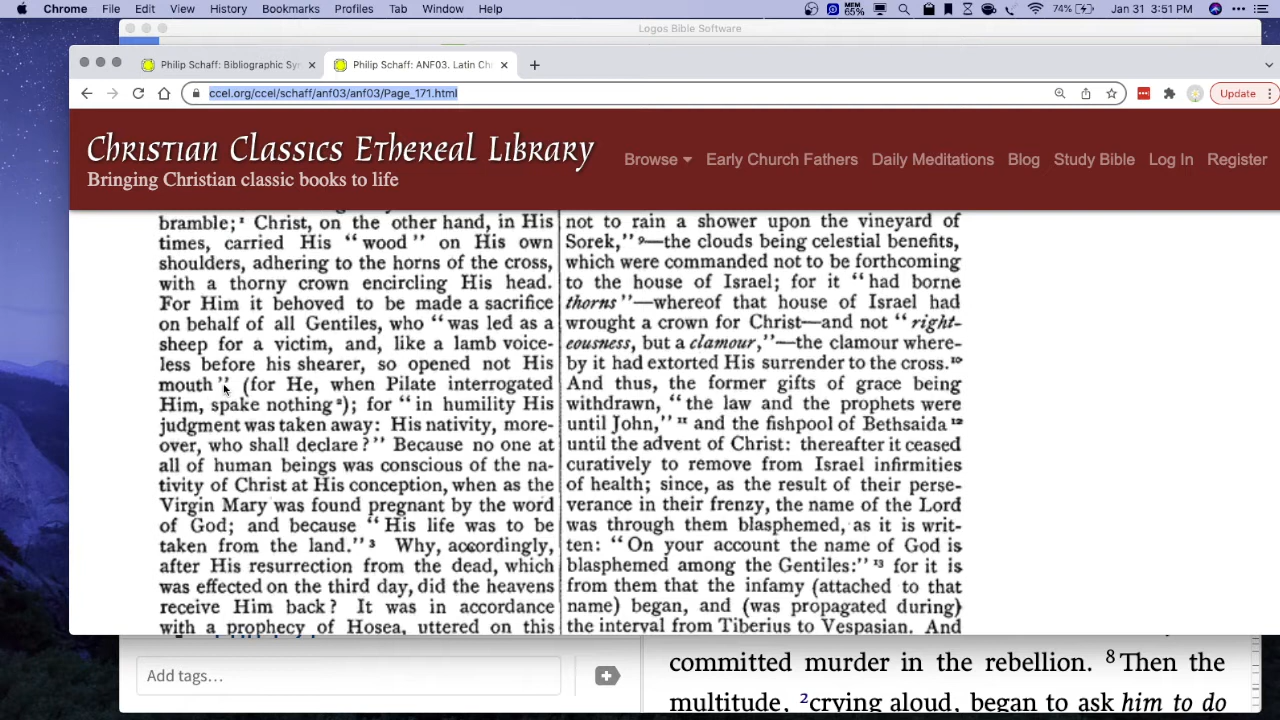 Chrome File Edit View History Bookmarks Profiles Tab Window Help 74% Jan 31 3:51 PM
Logos Bible Software
Philip Schaff: Bibliographic Sy
Philip Schaff: ANF03. Latin Ch
ccel.org/ccel/schaff/anf03/anf03/Page_171.html
Update
Christian Classics Ethereal Library
Bringing Christian classic books to life
Browse Early Church Fathers Daily Meditations Blog Study Bible Log In Register
bramble;¹ Christ, on the other hand, in His
times, carried His “wood” on His own
shoulders, adhering to the horns of the cross,
with a thorny crown encircling His head.
For Him it behoved to be made a sacrifice
on behalf of all Gentiles, who “was led as a
sheep for a victim, and, like a lamb voice-
less before his shearer, so opened not His
mouth” (for He, when Pilate interrogated
Him, spake nothing²); for “in humility His
judgment was taken away: His nativity, more-
over, who shall declare?” Because no one at
all of human beings was conscious of the na-
tivity of Christ at His conception, when as the
Virgin Mary was found pregnant by the word
of God; and because “His life was to be
taken from the land.”³ Why, accordingly,
after His resurrection from the dead, which
was effected on the third day, did the heavens
receive Him back? It was in accordance
with a prophecy of Hosea, uttered on this
not to rain a shower upon the vineyard of
Sorek,”⁹—the clouds being celestial benefits,
which were commanded not to be forthcoming
to the house of Israel; for it “had borne
thorns”—whereof that house of Israel had
wrought a crown for Christ—and not “right-
eousness, but a clamour,”—the clamour where-
by it had extorted His surrender to the cross.¹⁰
And thus, the former gifts of grace being
withdrawn, “the law and the prophets were
until John,”¹¹ and the fishpool of Bethsaida¹²
until the advent of Christ: thereafter it ceased
curatively to remove from Israel infirmities
of health; since, as the result of their perse-
verance in their frenzy, the name of the Lord
was through them blasphemed, as it is writ-
ten: “On your account the name of God is
blasphemed among the Gentiles:”¹³ for it is
from them that the infamy (attached to that
name) began, and (was propagated during)
the interval from Tiberius to Vespasian. And
Add tags…
committed murder in the rebellion. ⁸Then the
multitude, ²crying aloud, began to ask him to do